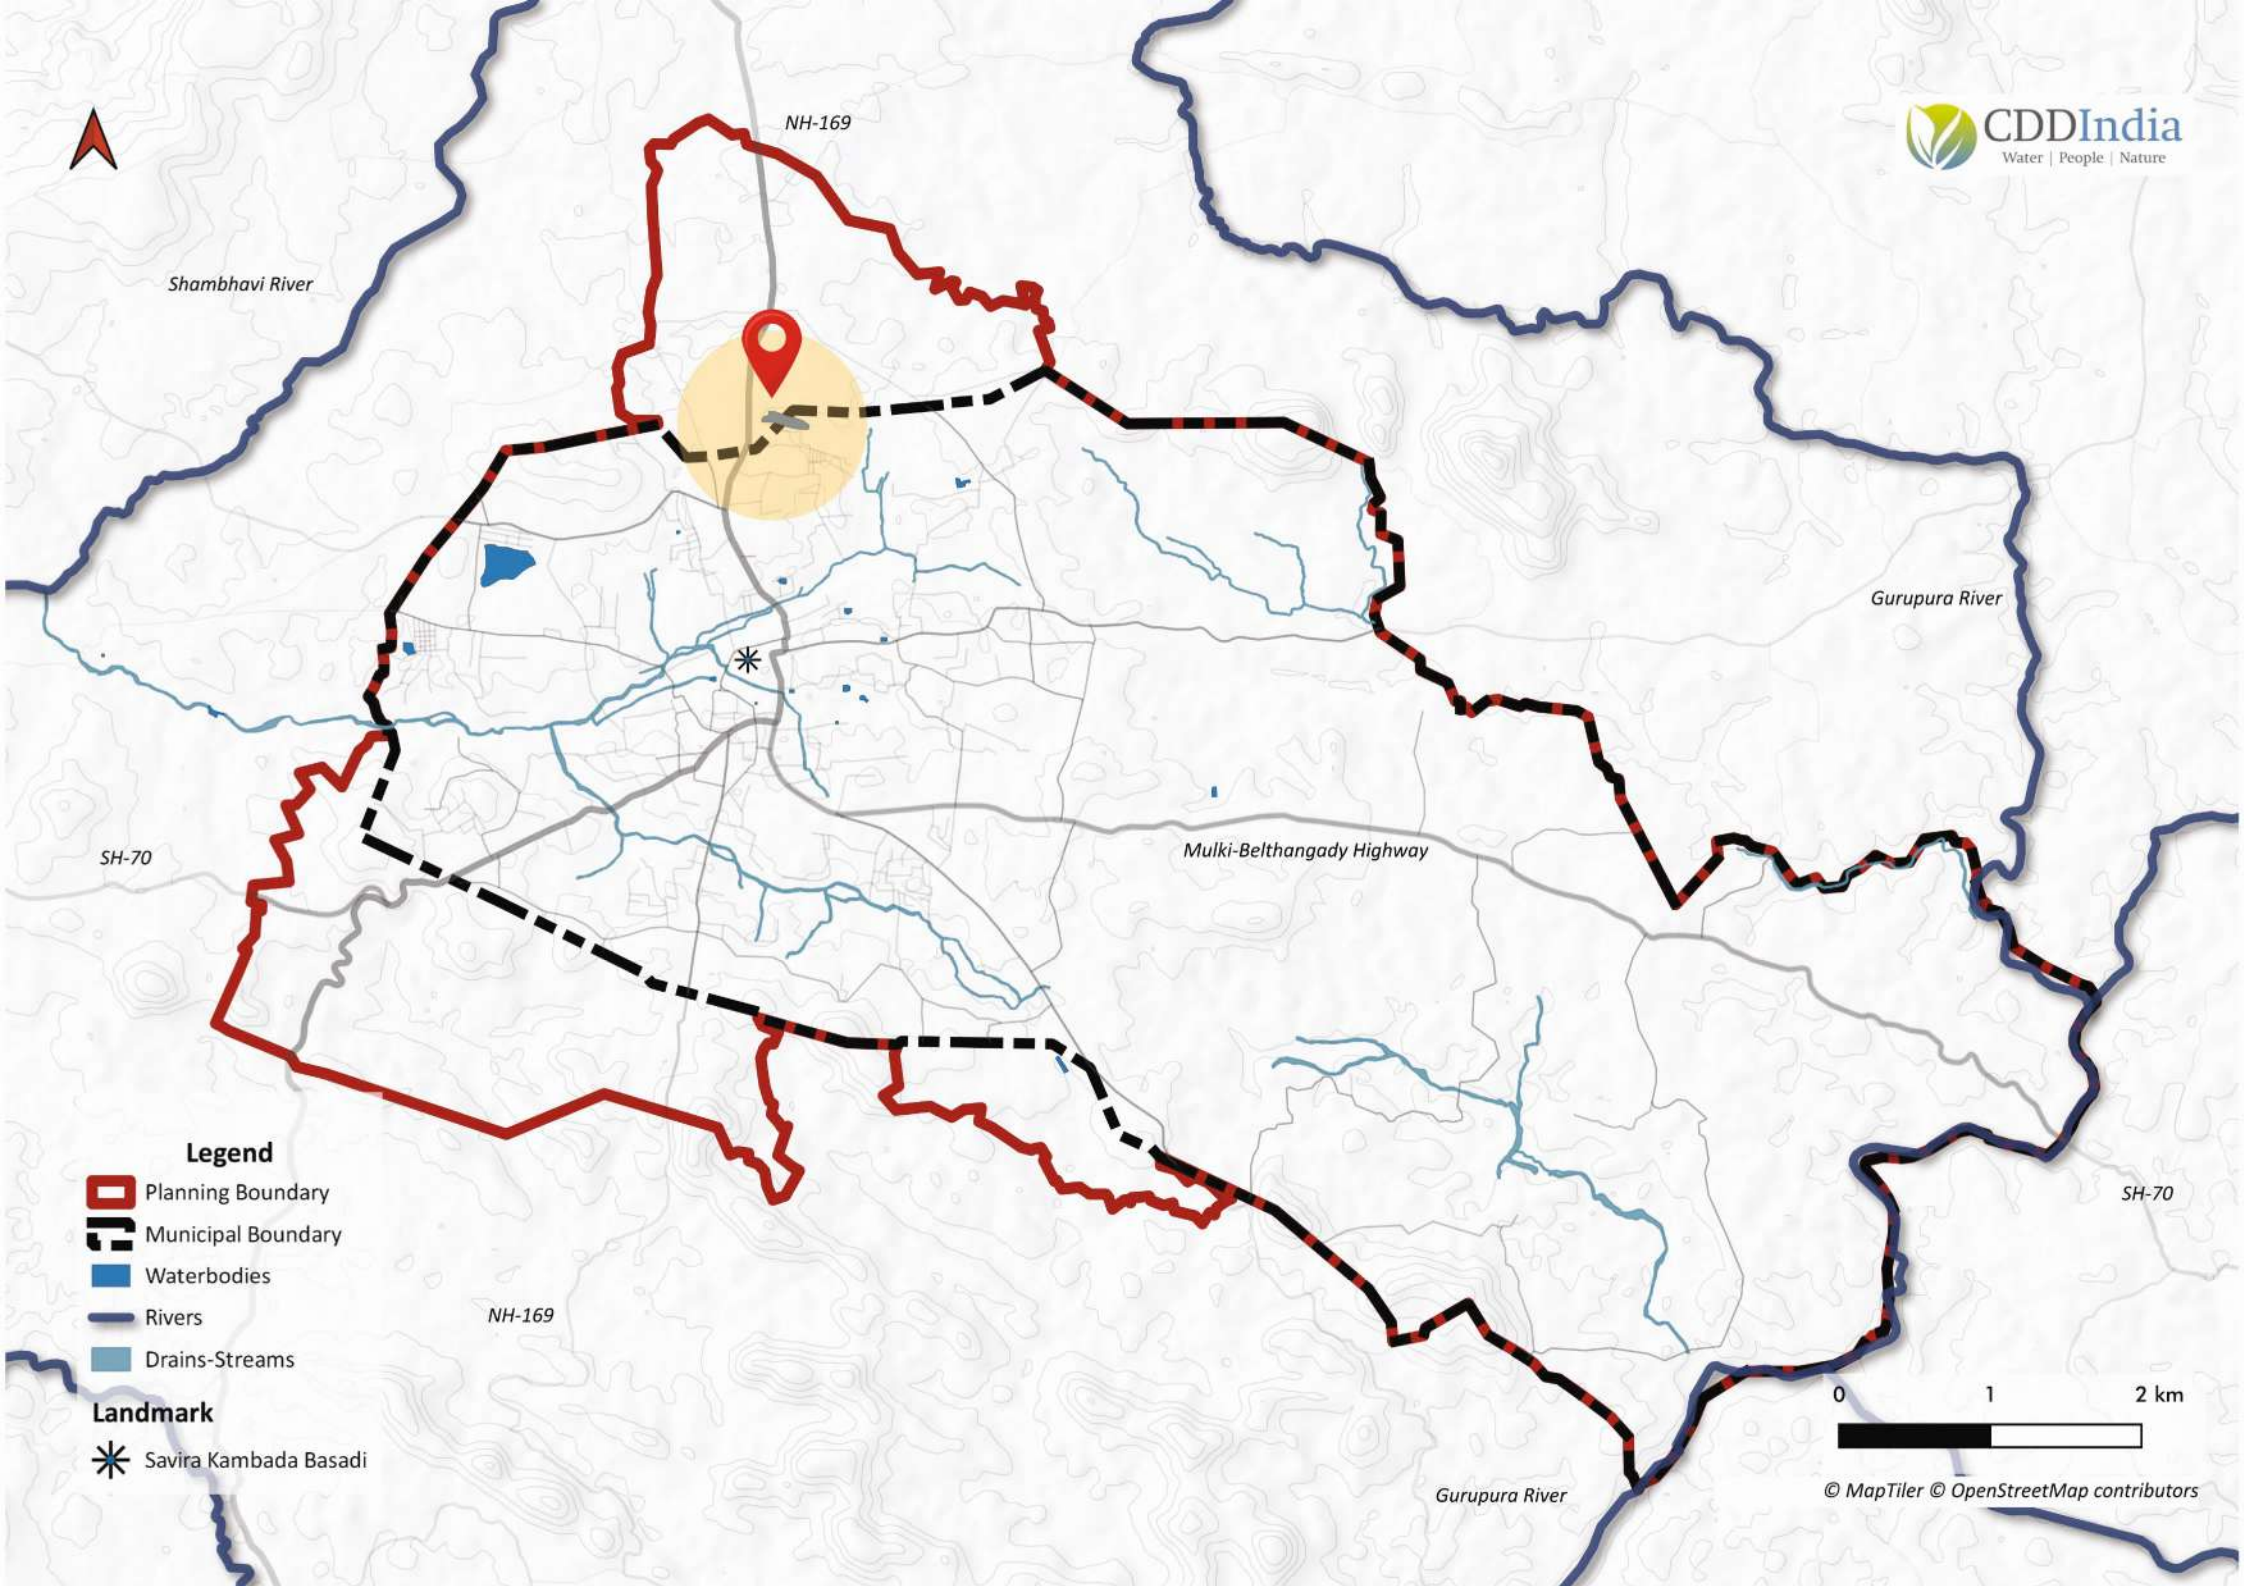 NH-169
CDDIndia
Water | People | Nature
Shambhavi River
Gurupura River
SH-70
Mulki-Belthangady Highway
SH-70
Legend
Planning Boundary
Municipal Boundary
Waterbodies
Rivers
Drains-Streams
Landmark
Savira Kambada Basadi
NH-169
Gurupura River
0 1 2 km
© MapTiler © OpenStreetMap contributors